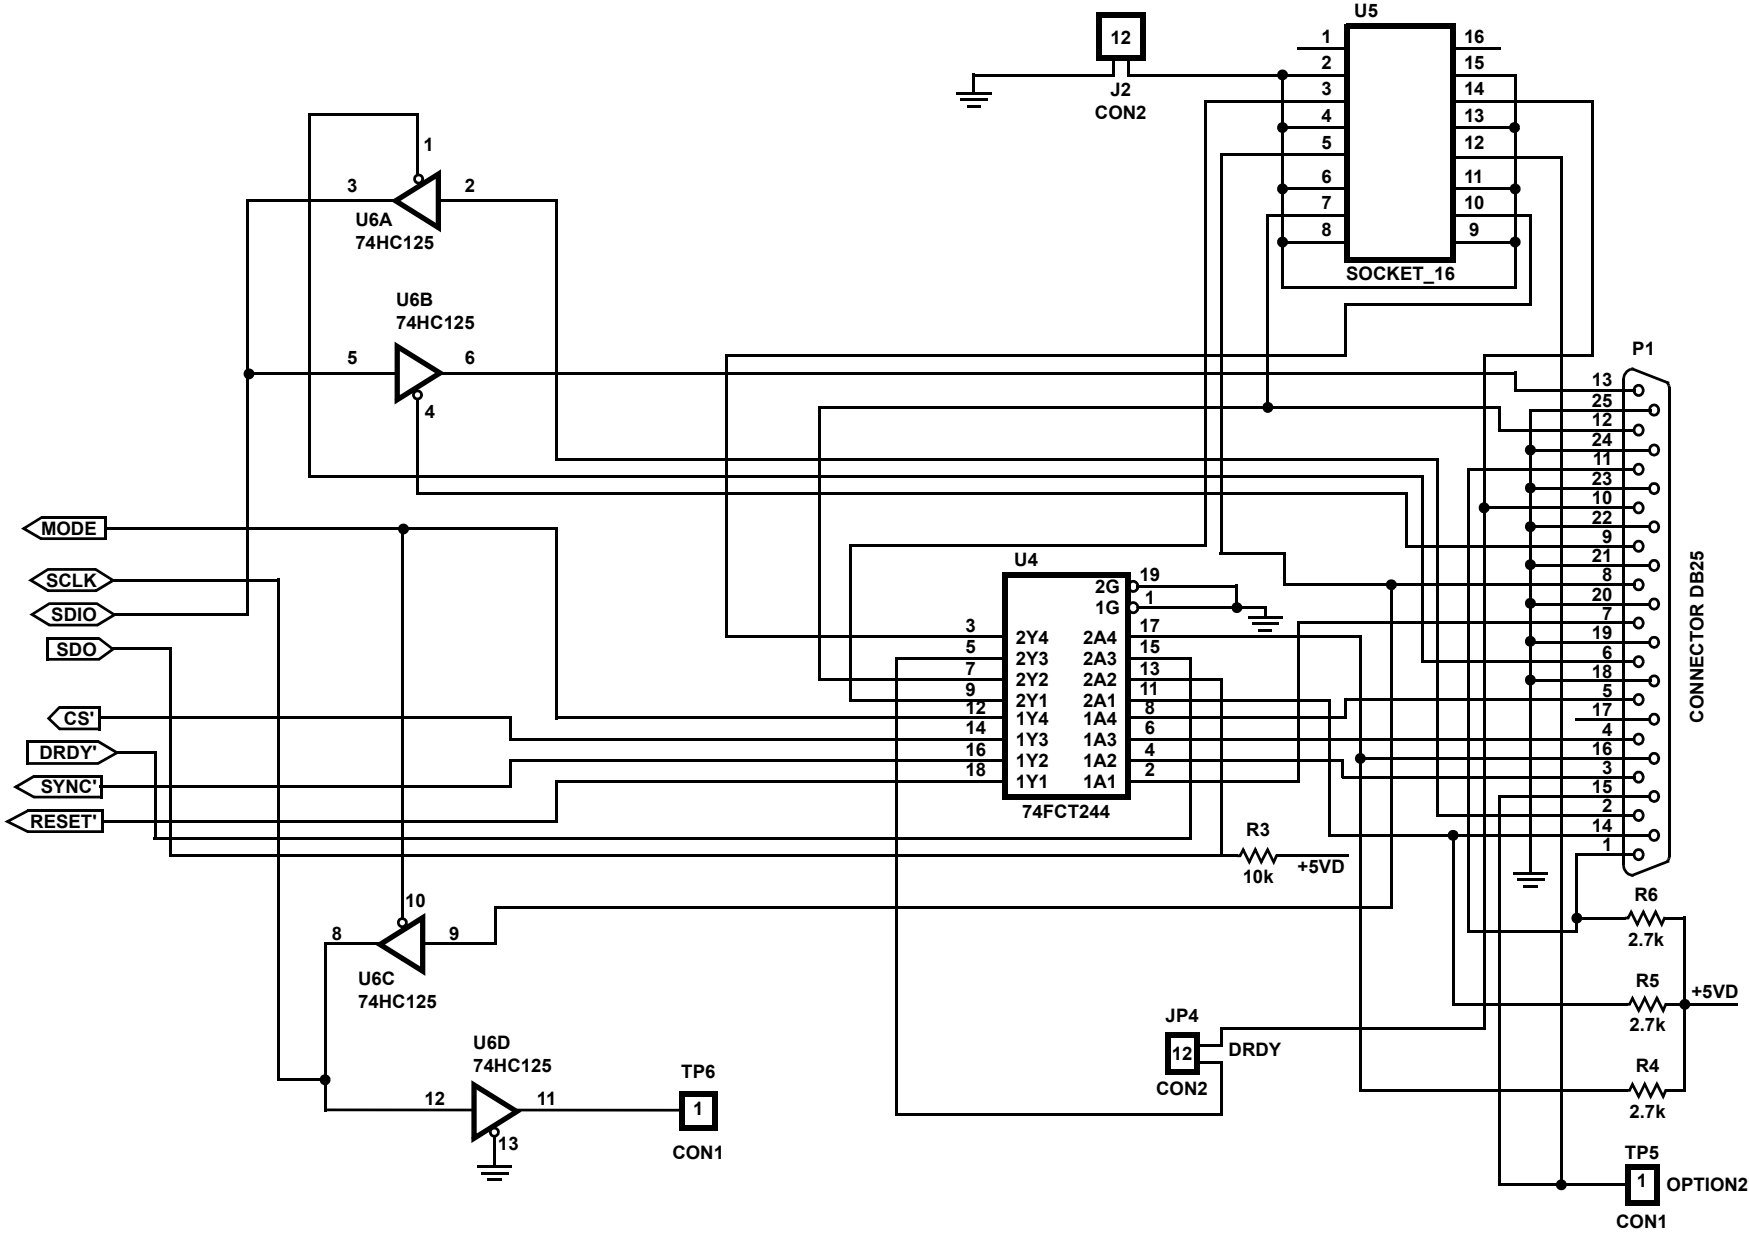 U5
12
J2
CON2
1 16
2 15
3 14
4 13
5 12
6 11
7 10
8 9
SOCKET_16
1
3 2
U6A
74HC125
U6B
74HC125
5 6
4
P1
13
25
12
24
11
23
10
22
9
21
8
20
7
19
6
18
5
17
4
16
3
15
2
14
1
CONNECTOR DB25
MODE
SCLK
SDIO
SDO
CS'
DRDY'
SYNC'
RESET'
U4
2G 19
1G 1
3 2Y4 2A4 17
5 2Y3 2A3 15
7 2Y2 2A2 13
9 2Y1 2A1 11
12 1Y4 1A4 8
14 1Y3 1A3 6
16 1Y2 1A2 4
18 1Y1 1A1 2
74FCT244
R3
10k
+5VD
10
8 9
U6C
74HC125
U6D
74HC125
12 11
13
TP6
1
CON1
JP4
12
DRDY
CON2
R6
2.7k
R5
2.7k
+5VD
R4
2.7k
TP5
1
OPTION2
CON1